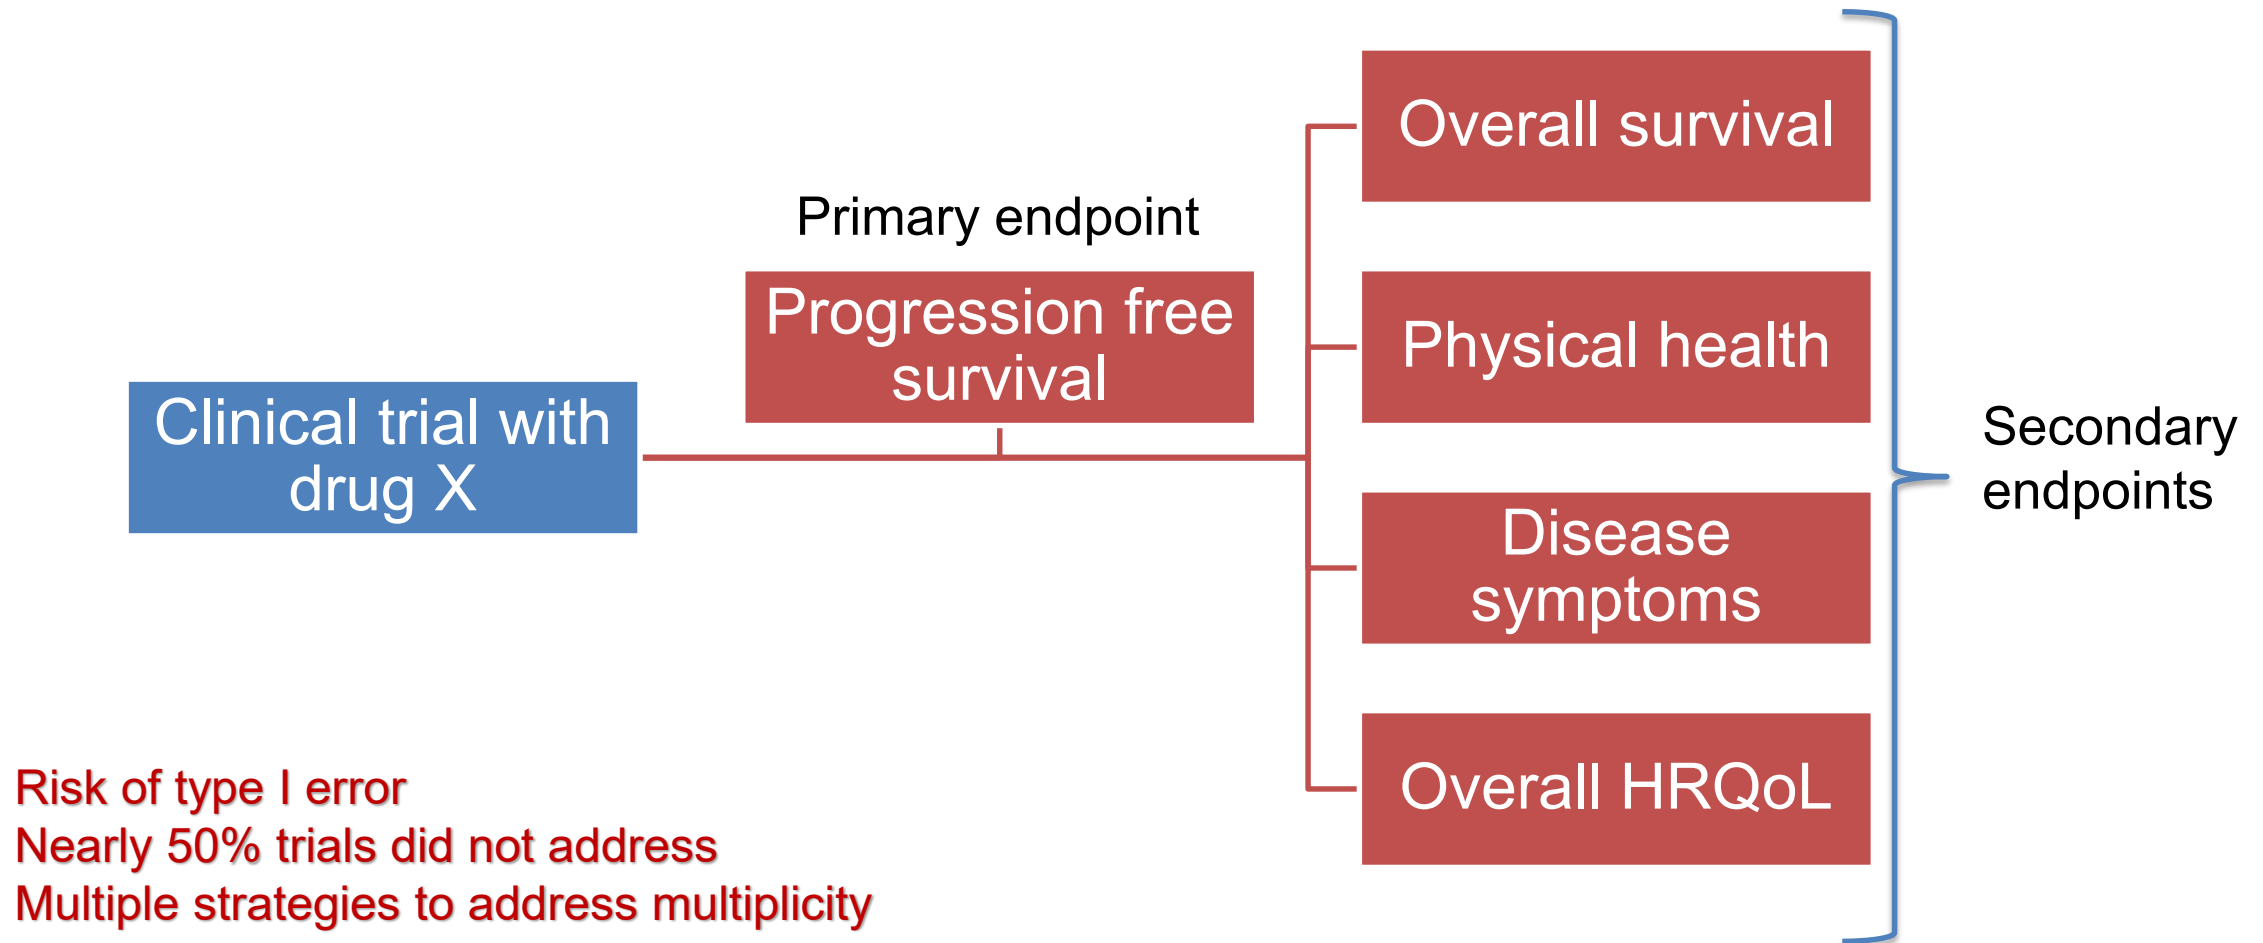 Clinical trial with
drug X
Primary endpoint
Progression free
survival
Overall survival
Physical health
Disease
symptoms
Overall HRQoL
Secondary
endpoints
Risk of type I error
Nearly 50% trials did not address
Multiple strategies to address multiplicity